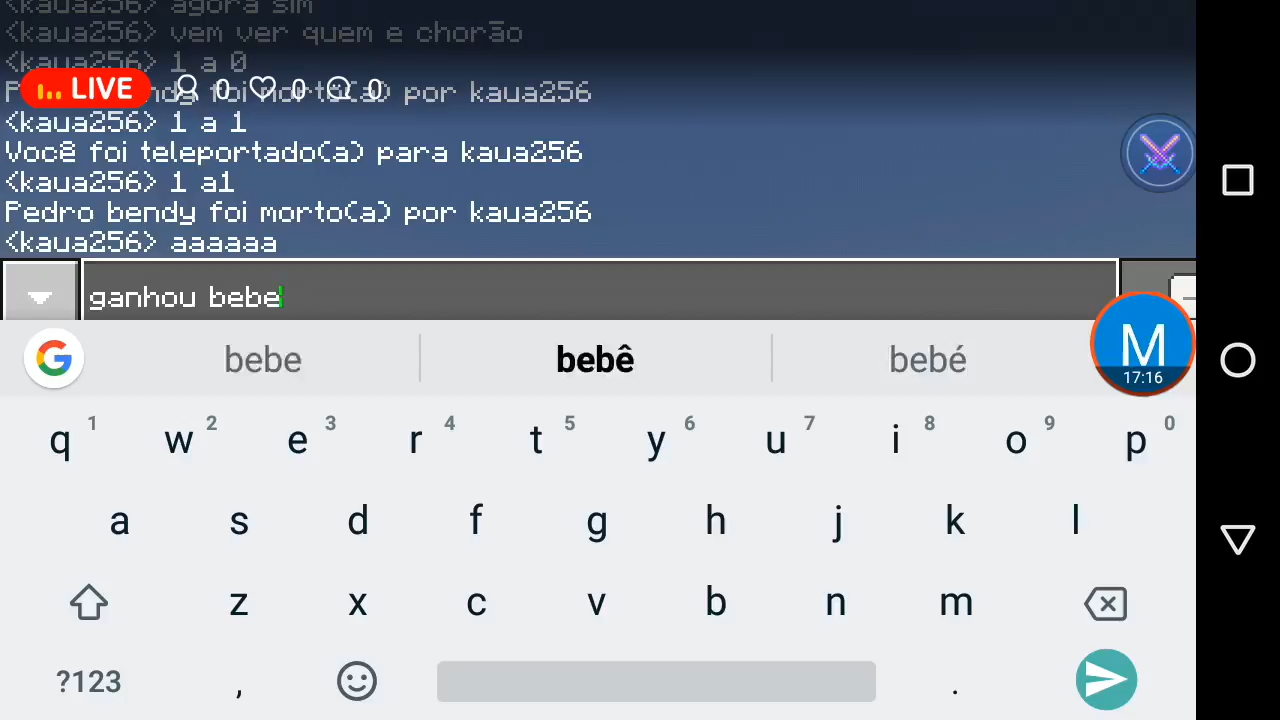 <kaua256> agora sim
<kaua256> vem ver quem e chorão
<kaua256> 1 a 0
LIVE 0 0 0
ndy foi morto(a) por kaua256
<kaua256> 1 a 1
Você foi teleportado(a) para kaua256
<kaua256> 1 a1
Pedro bendy foi morto(a) por kaua256
<kaua256> aaaaaa
ganhou bebe
bebe bebê bebé
M
17:16
q 1 w 2 e 3 r 4 t 5 y 6 u 7 i 8 o 9 p 0
a s d f g h j k l
z x c v b n m
?123 , .